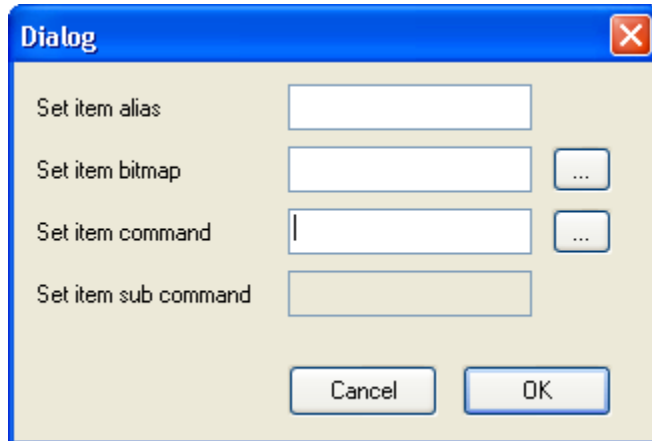 Dialog
Set item alias
Set item bitmap ...
Set item command ...
Set item sub command
Cancel OK